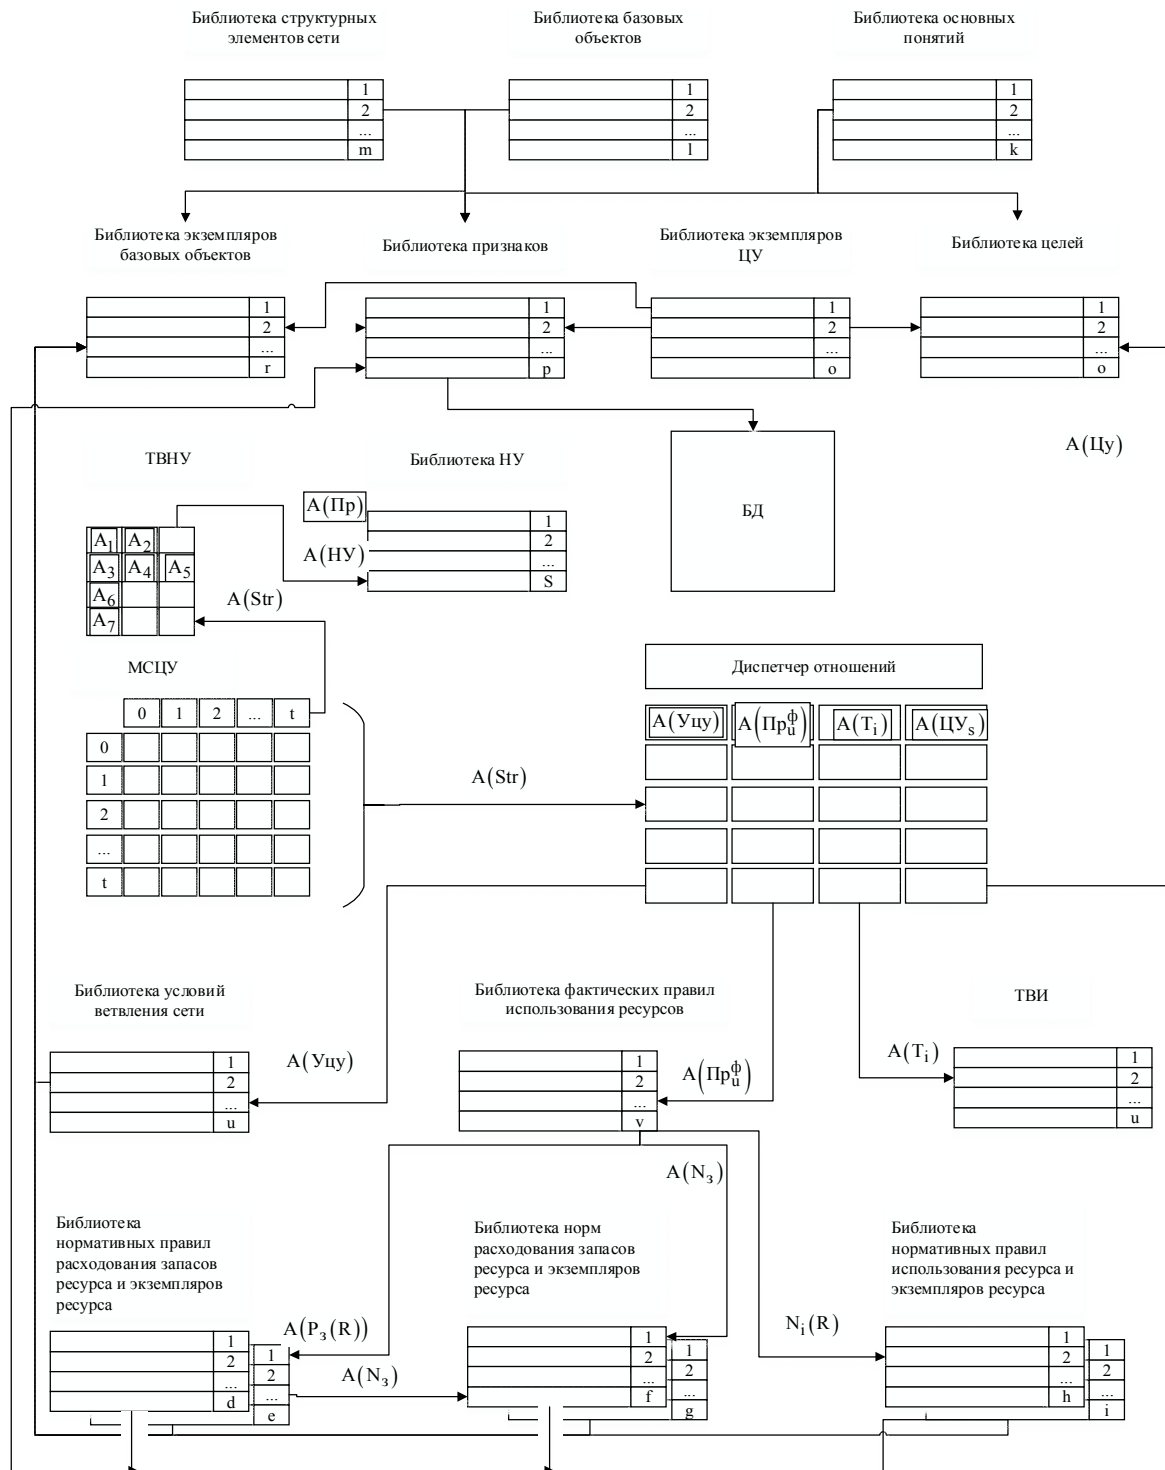 Библиотека структурных
элементов сети
Библиотека базовых
объектов
Библиотека основных
понятий
1
2
...
m
1
2
...
l
1
2
...
k
Библиотека экземпляров
базовых объектов
Библиотека признаков
Библиотека экземпляров
ЦУ
Библиотека целей
1
2
...
r
1
2
...
p
1
2
...
o
1
2
...
o
A(Цу)
ТВНУ
Библиотека НУ
БД
A(Пр)
1
2
...
S
A(НУ)
A1 A2
A3 A4 A5
A6
A7
A(Str)
МСЦУ
Диспетчер отношений
0 1 2 ... t
0
1
2
...
t
A(Str)
A(Уцу) A(Пр_u^ф) A(T_i) A(ЦУ_s)
Библиотека условий
ветвления сети
Библиотека фактических правил
использования ресурсов
ТВИ
1
2
...
u
A(Уцу)
1
2
...
v
A(Пр_u^ф)
A(T_i)
1
2
...
u
A(N_з)
Библиотека
нормативных правил
расходования запасов
ресурса и экземпляров
ресурса
Библиотека норм
расходования запасов
ресурса и экземпляров
ресурса
Библиотека
нормативных правил
использования ресурса и
экземпляров ресурса
1
2
...
d
1
2
...
e
A(P_з(R))
A(N_з)
1
2
...
f
1
2
...
g
N_i(R)
1
2
...
h
1
2
...
i